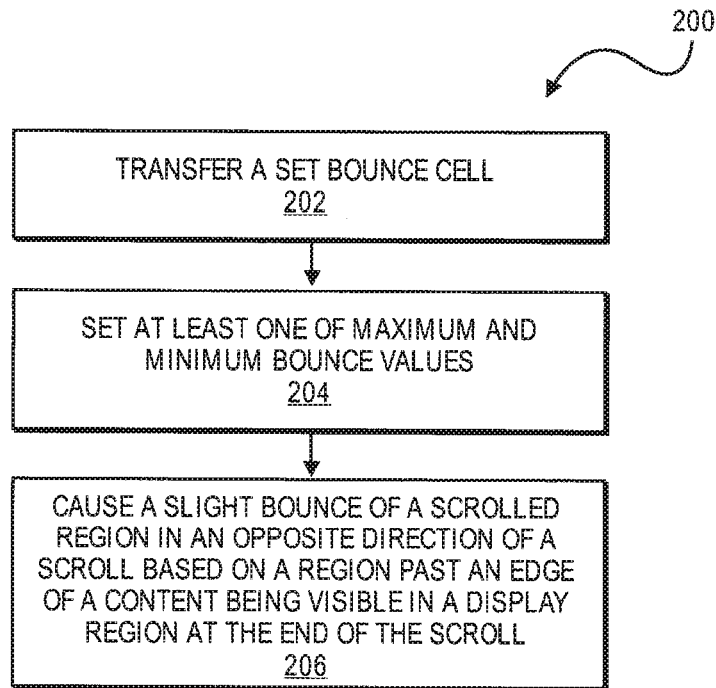 200
TRANSFER A SET BOUNCE CELL
202
SET AT LEAST ONE OF MAXIMUM AND
MINIMUM BOUNCE VALUES
204
CAUSE A SLIGHT BOUNCE OF A SCROLLED
REGION IN AN OPPOSITE DIRECTION OF A
SCROLL BASED ON A REGION PAST AN EDGE
OF A CONTENT BEING VISIBLE IN A DISPLAY
REGION AT THE END OF THE SCROLL
206